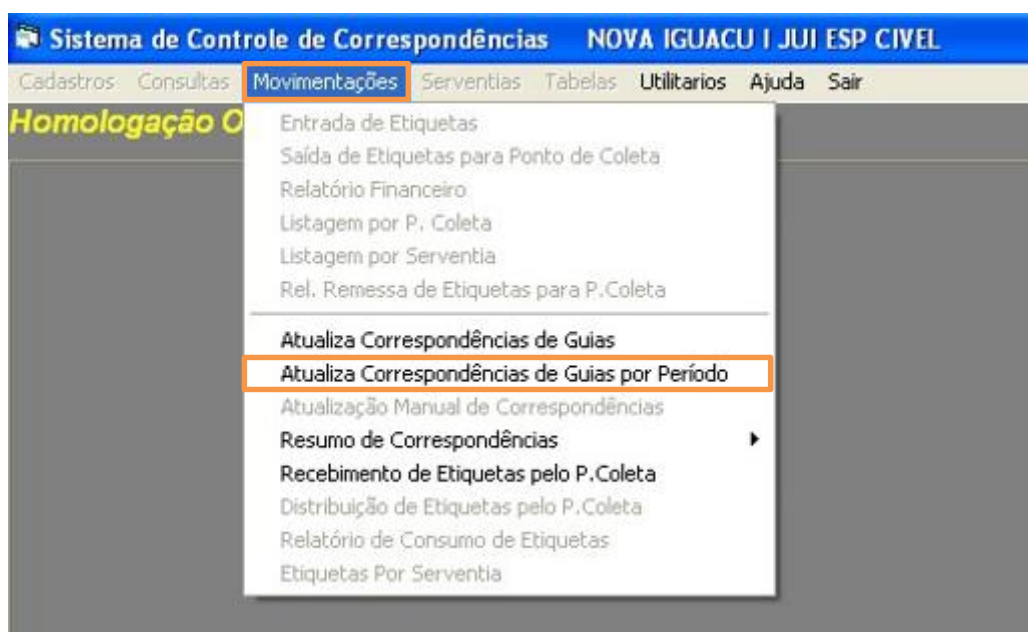 Sistema de Controle de Correspondências NOVA IGUACU I JUI ESP CIVEL
Cadastros Consultas Movimentações Serventias Tabelas Utilitarios Ajuda Sair
Homologação O
Entrada de Etiquetas
Saída de Etiquetas para Ponto de Coleta
Relatório Financeiro
Listagem por P. Coleta
Listagem por Serventia
Rel. Remessa de Etiquetas para P.Coleta
Atualiza Correspondências de Guias
Atualiza Correspondências de Guias por Período
Atualização Manual de Correspondências
Resumo de Correspondências
Recebimento de Etiquetas pelo P.Coleta
Distribuição de Etiquetas pelo P.Coleta
Relatório de Consumo de Etiquetas
Etiquetas Por Serventia